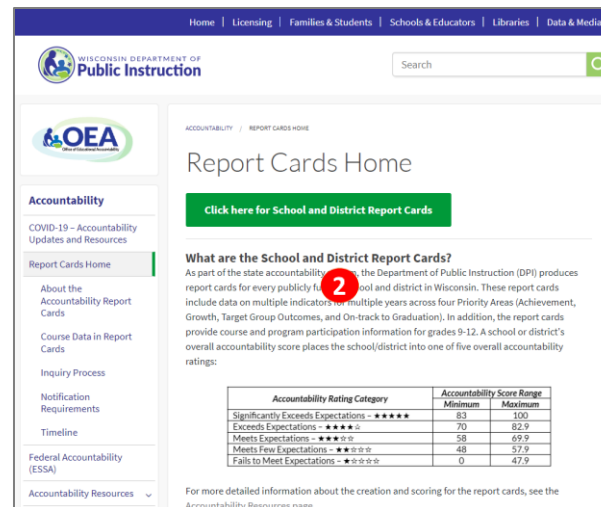 Home | Licensing | Families & Students | Schools & Educators | Libraries | Data & Media
WISCONSIN DEPARTMENT OF
Public Instruction
Search
OEA
Office of Educational Accountability
ACCOUNTABILITY / REPORT CARDS HOME
Report Cards Home
Click here for School and District Report Cards
Accountability
COVID-19 – Accountability
Updates and Resources
Report Cards Home
About the
Accountability Report
Cards
Course Data in Report
Cards
Inquiry Process
Notification
Requirements
Timeline
Federal Accountability
(ESSA)
Accountability Resources
What are the School and District Report Cards?
As part of the state accountability the Department of Public Instruction (DPI) produces
report cards for every publicly school and district in Wisconsin. These report cards
include data on multiple indicators for multiple years across four Priority Areas (Achievement,
Growth, Target Group Outcomes, and On-track to Graduation). In addition, the report cards
provide course and program participation information for grades 9-12. A school or district's
overall accountability score places the school/district into one of five overall accountability
ratings:
2
Accountability Rating Category Accountability Score Range
Minimum Maximum
Significantly Exceeds Expectations – ★★★★★ 83 100
Exceeds Expectations – ★★★★☆ 70 82.9
Meets Expectations – ★★★☆☆ 58 69.9
Meets Few Expectations – ★★☆☆☆ 48 57.9
Fails to Meet Expectations – ★☆☆☆☆ 0 47.9
For more detailed information about the creation and scoring for the report cards, see the
Accountability Resources page